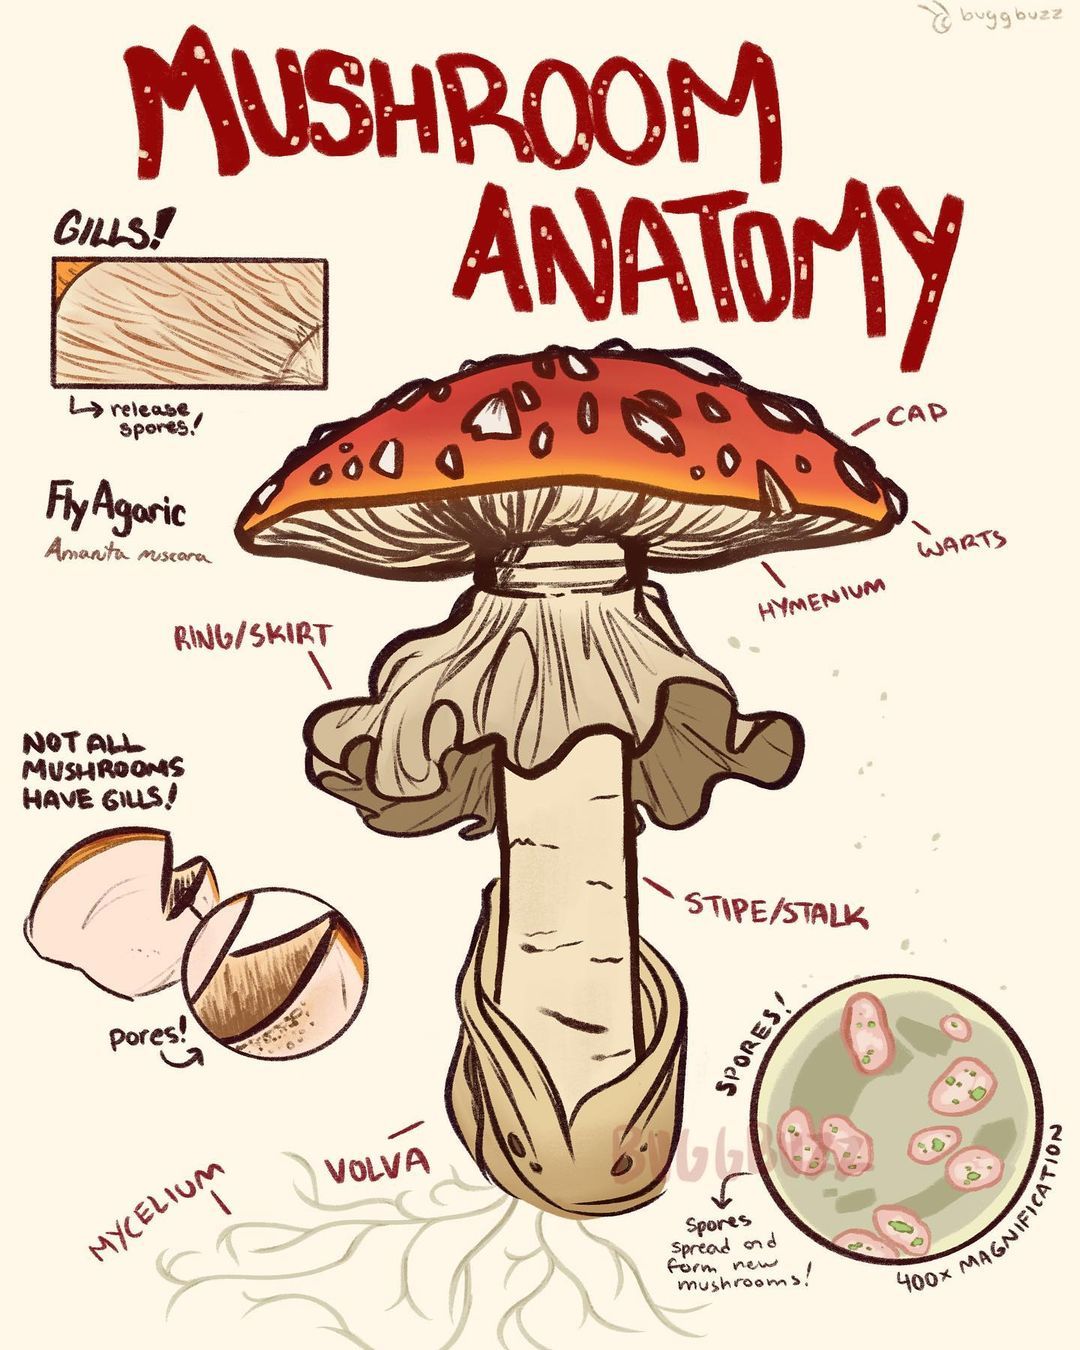 buggbuzz
MUSHROOM
ANATOMY
GILLS!
release
spores!
Fly Agaric
Amanita muscara
CAP
WARTS
HYMENIUM
RING/SKIRT
NOT ALL
MUSHROOMS
HAVE GILLS!
pores!
STIPE/STALK
SPORES!
400x MAGNIFICATION
BUGGBUZZ
Spores
spread and
form new
mushrooms!
VOLVA
MYCELIUM